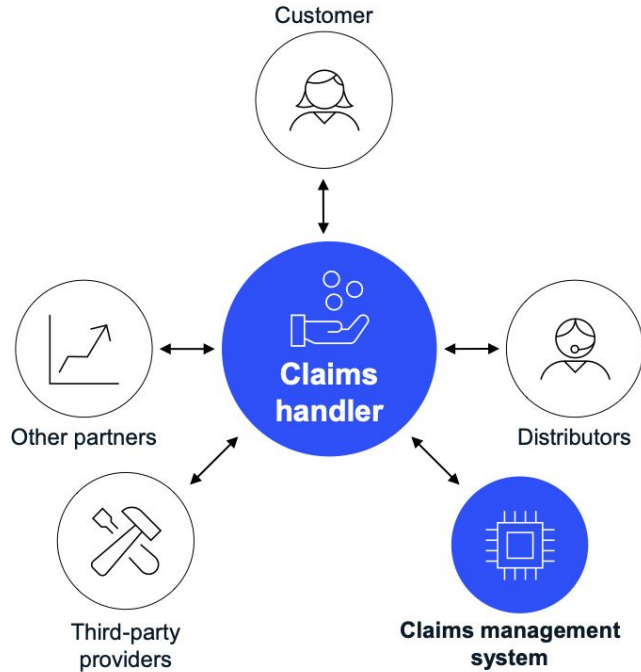 Customer
Claims
handler
Other partners
Distributors
Third-party
providers
Claims management
system